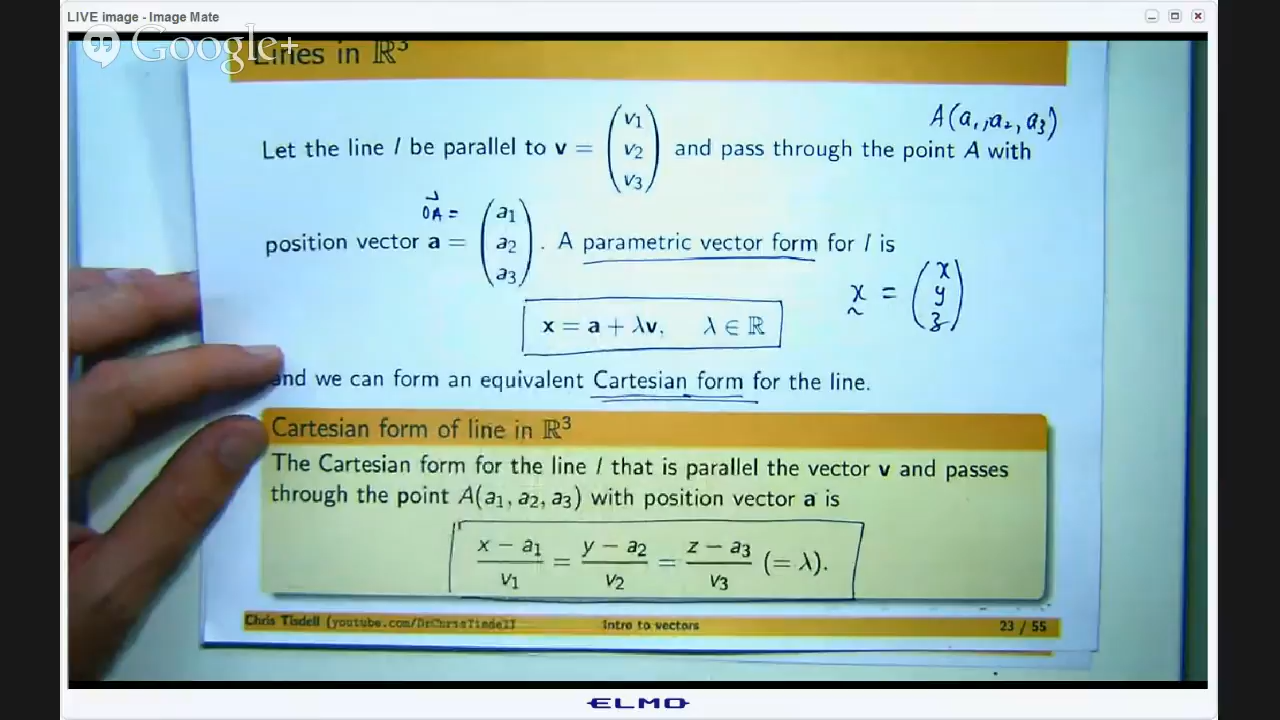 LIVE image - Image Mate
Google+
Lines in ℝ³
A(a₁, a₂, a₃)
Let the line l be parallel to v = (v₁ v₂ v₃) and pass through the point A with
OA⃗ =
position vector a = (a₁ a₂ a₃). A parametric vector form for l is
x = (x y z)
x = a + λv, λ ∈ ℝ
and we can form an equivalent Cartesian form for the line.
Cartesian form of line in ℝ³
The Cartesian form for the line l that is parallel the vector v and passes
through the point A(a₁, a₂, a₃) with position vector a is
(x − a₁)/v₁ = (y − a₂)/v₂ = (z − a₃)/v₃ (= λ).
Chris Tisdell (youtube.com/DrChrisTisdell Intro to vectors 23 / 55
ELMO